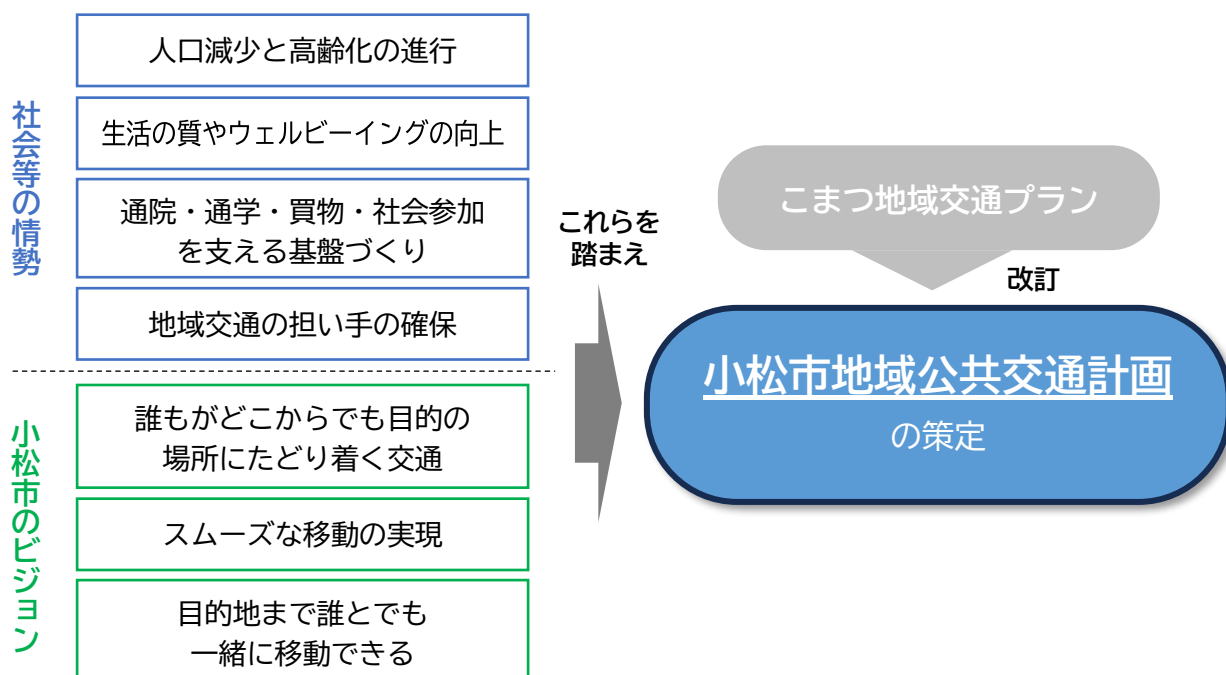 社会等の情勢
人口減少と高齢化の進行
生活の質やウェルビーイングの向上
通院・通学・買物・社会参加
を支える基盤づくり
地域交通の担い手の確保
小松市のビジョン
誰もがどこからでも目的の
場所にたどり着く交通
スムーズな移動の実現
目的地まで誰とでも
一緒に移動できる
これらを
踏まえ
こまつ地域交通プラン
改訂
小松市地域公共交通計画
の策定